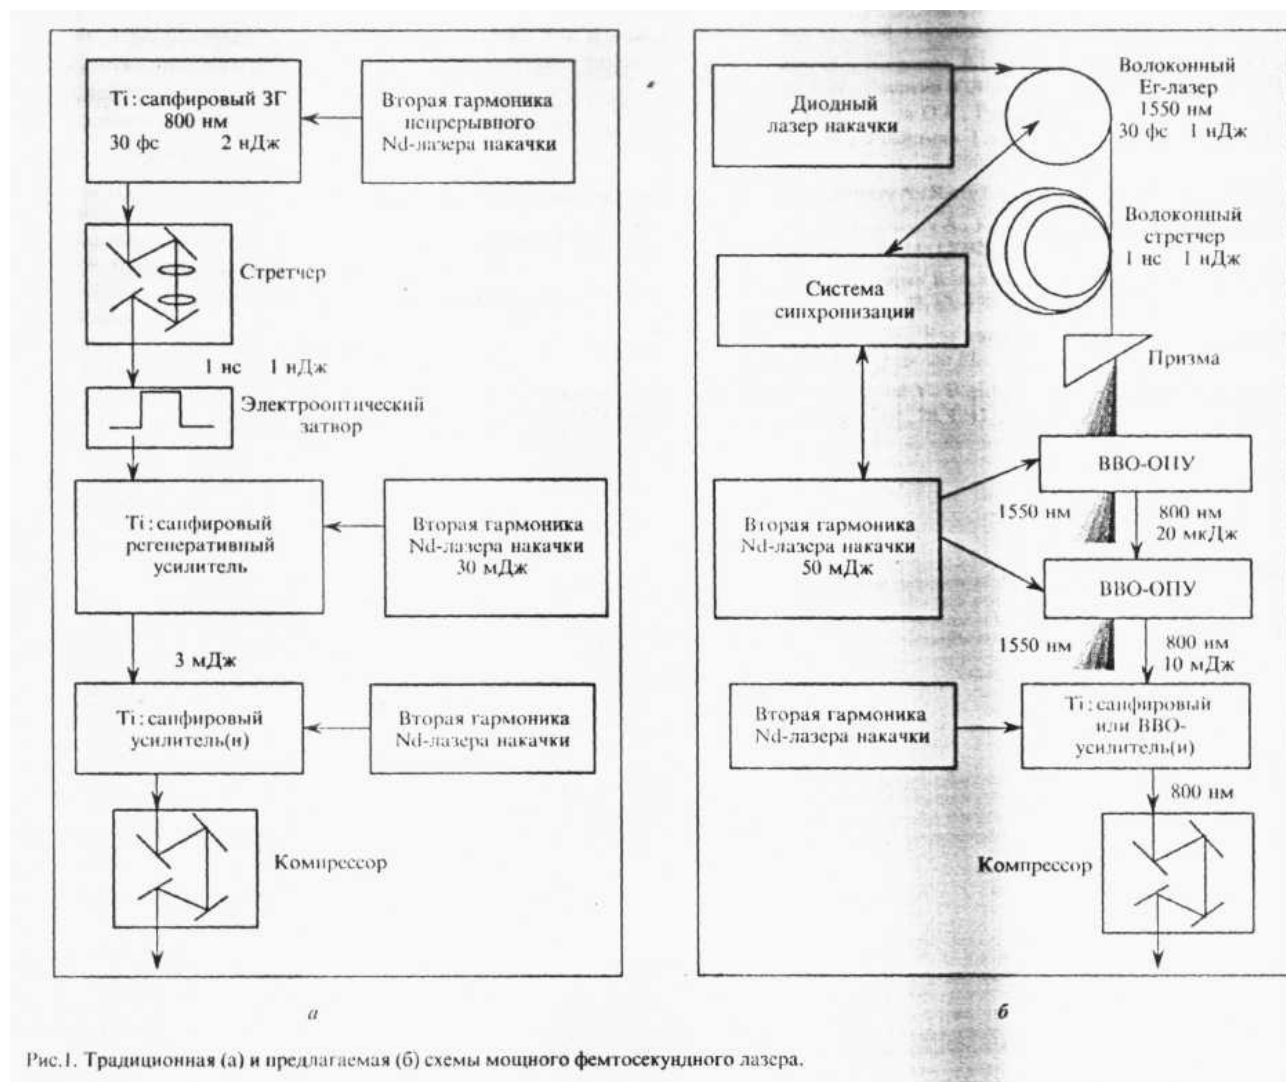 Ti:сапфировый ЗГ
800 нм
30 фс 2 нДж
Вторая гармоника
непрерывного
Nd-лазера накачки
Стретчер
1 нс 1 нДж
Электрооптический
затвор
Ti:сапфировый
регенеративный
усилитель
Вторая гармоника
Nd-лазера накачки
30 мДж
3 мДж
Ti:сапфировый
усилитель(и)
Вторая гармоника
Nd-лазера накачки
Компрессор
а
Диодный
лазер накачки
Волоконный
Er-лазер
1550 нм
30 фс 1 нДж
Волоконный
стретчер
1 нс 1 нДж
Система
синхронизации
Призма
ВВО-ОПУ
1550 нм
800 нм
20 мкДж
Вторая гармоника
Nd-лазера накачки
50 мДж
ВВО-ОПУ
1550 нм
800 нм
10 мДж
Вторая гармоника
Nd-лазера накачки
Ti:сапфировый
или ВВО-
усилитель(и)
800 нм
Компрессор
б
Рис.1. Традиционная (а) и предлагаемая (б) схемы мощного фемтосекундного лазера.